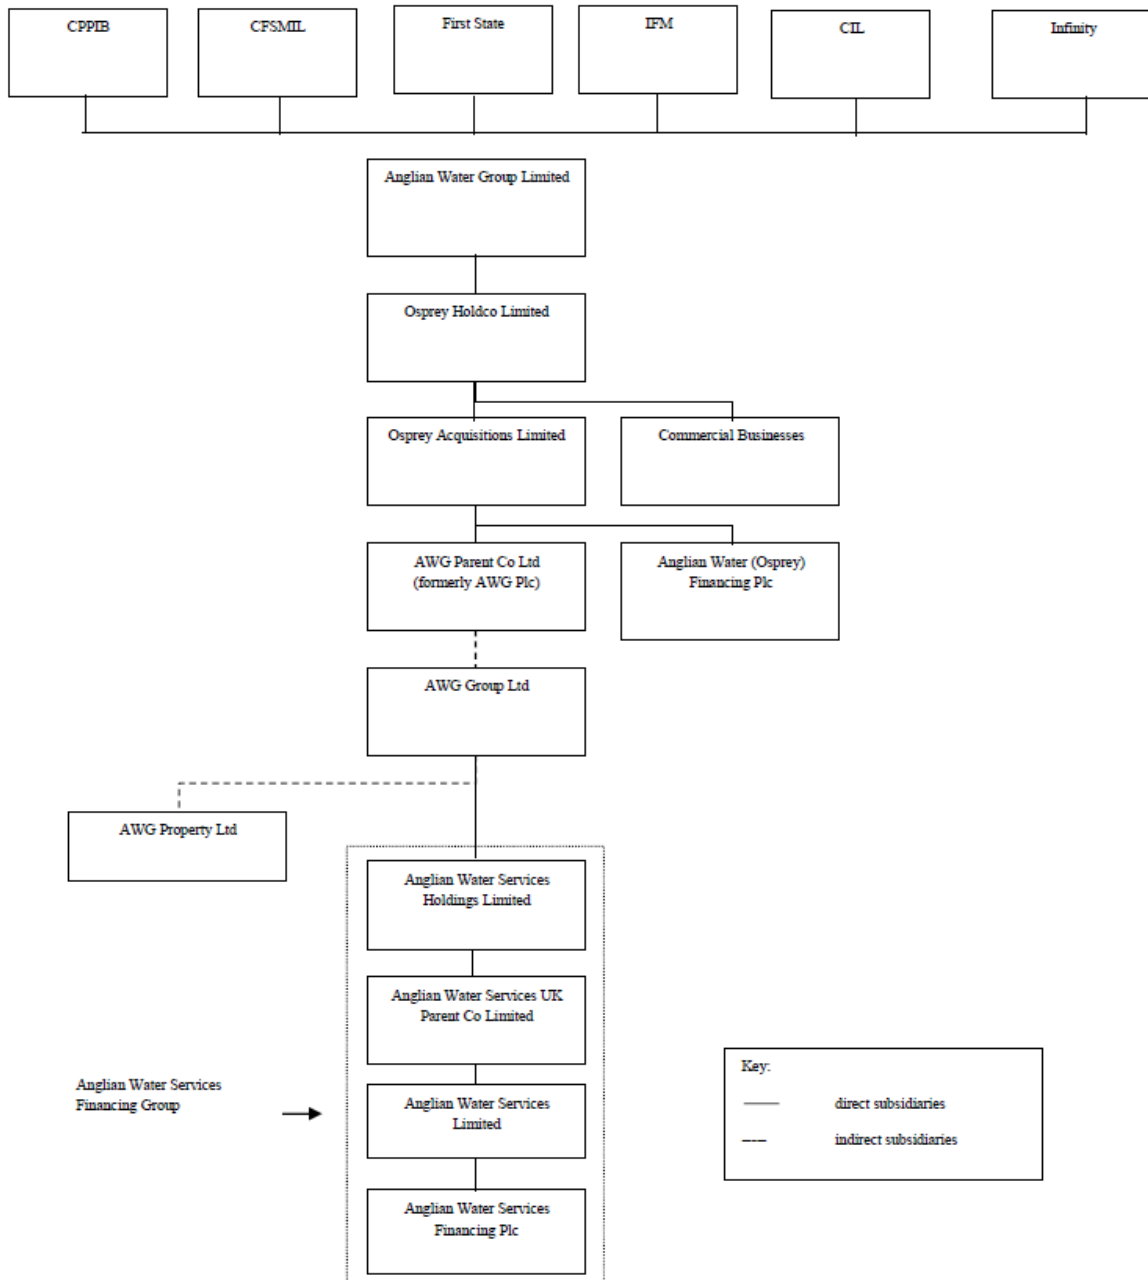 CPPIB
CFSMIL
First State
IFM
CIL
Infinity
Anglian Water Group Limited
Osprey Holdco Limited
Osprey Acquisitions Limited
Commercial Businesses
AWG Parent Co Ltd
(formerly AWG Plc)
Anglian Water (Osprey)
Financing Plc
AWG Group Ltd
AWG Property Ltd
Anglian Water Services
Holdings Limited
Anglian Water Services UK
Parent Co Limited
Anglian Water Services
Financing Group
Anglian Water Services
Limited
Anglian Water Services
Financing Plc
Key:
direct subsidiaries
indirect subsidiaries